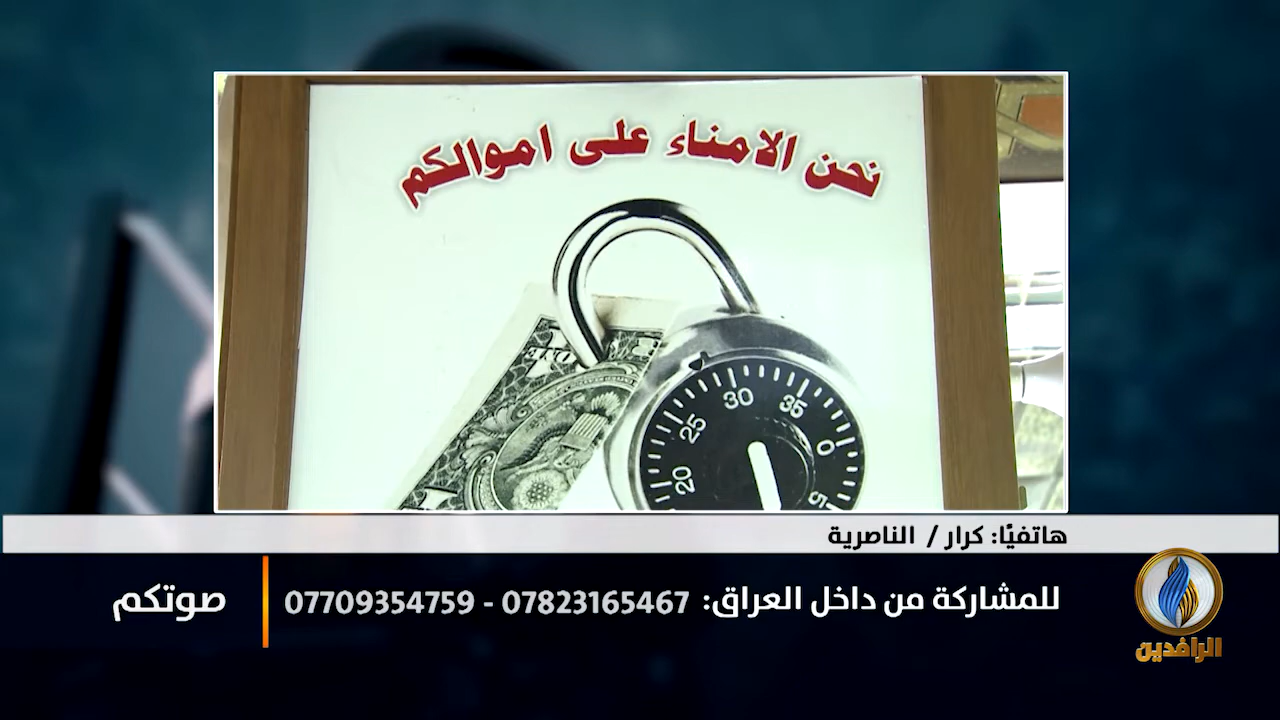 نحن الامناء على اموالكم
30
35
25
0
20
5
هاتفيًا: كرار / الناصرية
للمشاركة من داخل العراق: 07823165467 - 07709354759
صوتكم
الرافدين